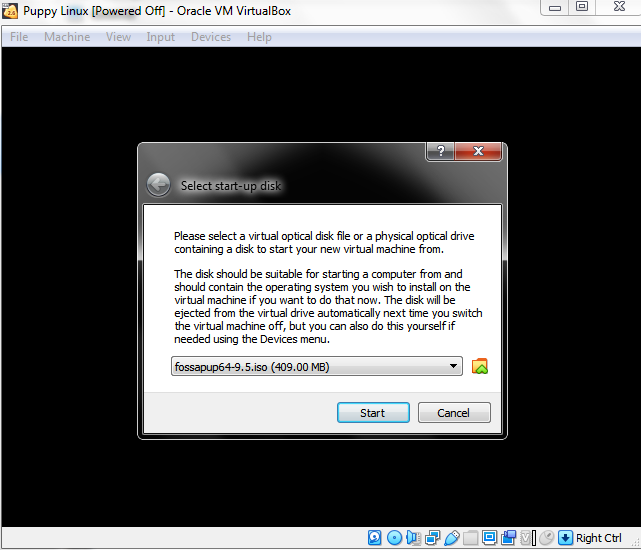 Puppy Linux [Powered Off] - Oracle VM VirtualBox
File Machine View Input Devices Help
? X
Select start-up disk
Please select a virtual optical disk file or a physical optical drive
containing a disk to start your new virtual machine from.
The disk should be suitable for starting a computer from and
should contain the operating system you wish to install on the
virtual machine if you want to do that now. The disk will be
ejected from the virtual drive automatically next time you switch
the virtual machine off, but you can also do this yourself if
needed using the Devices menu.
fossapup64-9.5.iso (409.00 MB)
Start Cancel
Right Ctrl